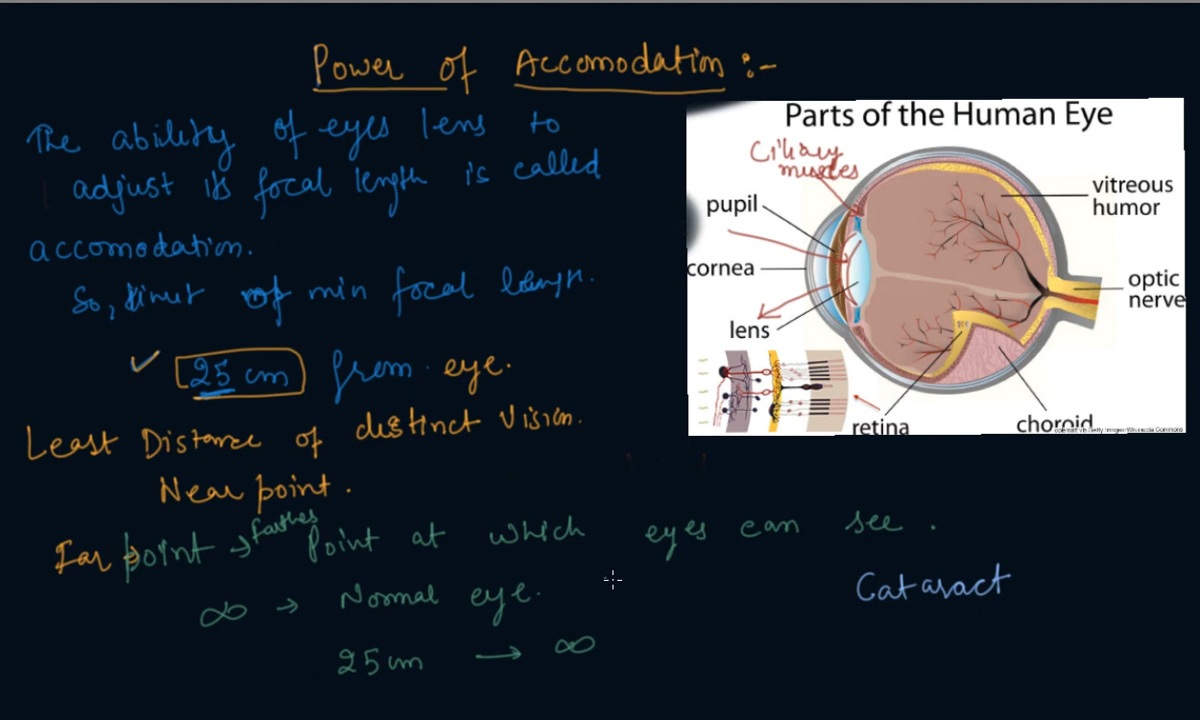 Power of Accomodation :-
The ability of eyes lens to
adjust its focal length is called
accomodation.
So, of min focal length.
25 cm from eye.
Least Distance of distinct Vision.
Near point.
Far point → farthes Point at which eyes can see.
∞ → Normal eye.
25 cm → ∞
Cataract
Parts of the Human Eye
Ciliary
muscles
pupil
cornea
lens
retina
choroid
vitreous
humor
optic
nerve